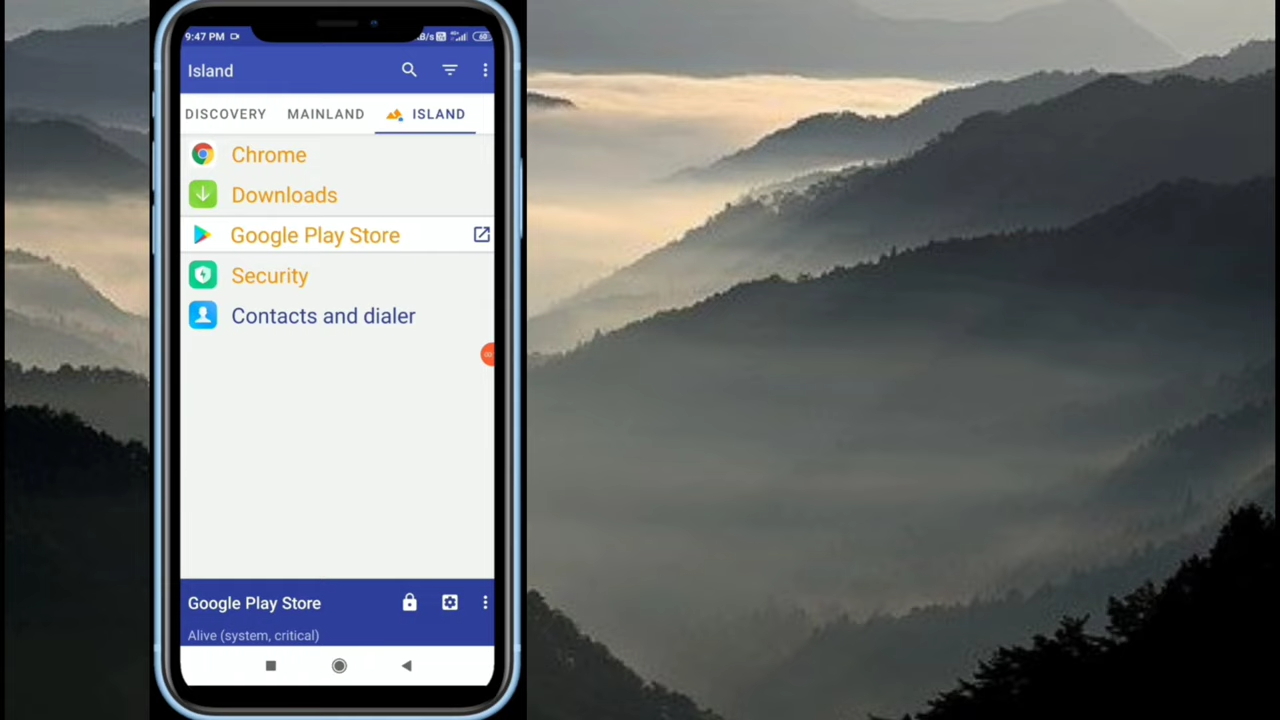 9:47 PM B/s 60
Island
DISCOVERY MAINLAND ISLAND
Chrome
Downloads
Google Play Store
Security
Contacts and dialer
Google Play Store
Alive (system, critical)